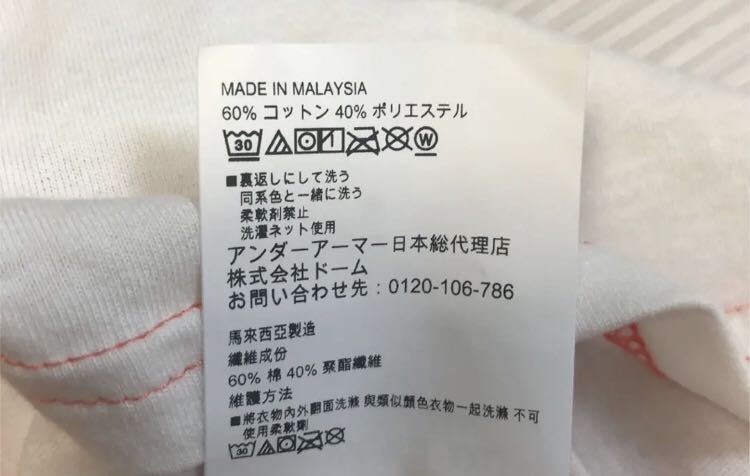 MADE IN MALAYSIA
60% コットン 40% ポリエステル
30 W
■裏返しにして洗う
同系色と一緒に洗う
柔軟剤禁止
洗濯ネット使用
アンダーアーマー日本総代理店
株式会社ドーム
お問い合わせ先：0120-106-786
馬來西亞製造
纖維成份
60% 棉 40% 聚酯纖維
維護方法
■將衣物內外翻面洗滌 與類似顏色衣物一起洗滌 不可
使用柔軟劑
30